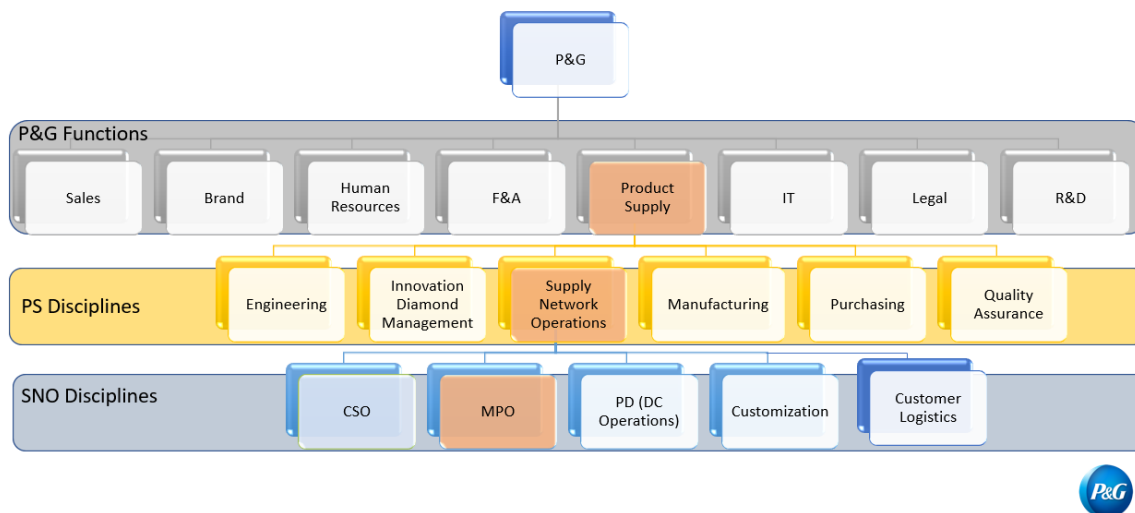 P&G
P&G Functions
Sales
Brand
Human
Resources
F&A
Product
Supply
IT
Legal
R&D
PS Disciplines
Engineering
Innovation
Diamond
Management
Supply
Network
Operations
Manufacturing
Purchasing
Quality
Assurance
SNO Disciplines
CSO
MPO
PD (DC
Operations)
Customization
Customer
Logistics
P&G